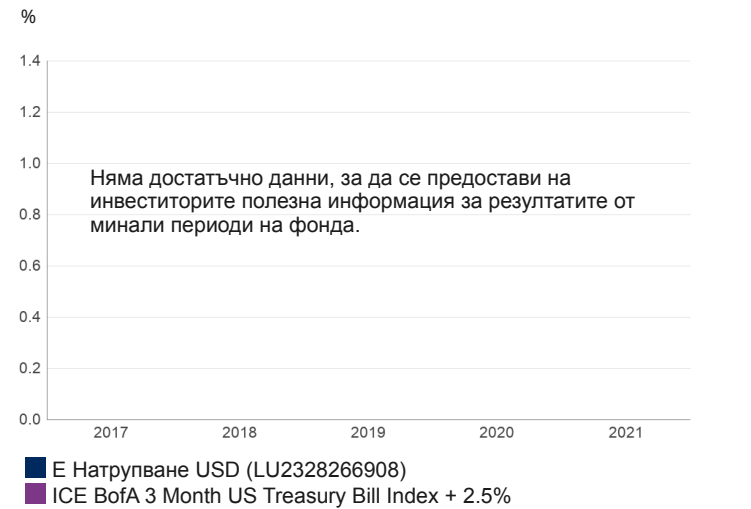 %
1.4
1.2
1.0
Няма достатъчно данни, за да се предостави на
инвеститорите полезна информация за резултатите от
0.8
минали периоди на фонда.
0.6
0.4
0.2
0.0
2017 2018 2019 2020 2021
Е Натрупване USD (LU2328266908)
ICE BofA 3 Month US Treasury Bill Index + 2.5%